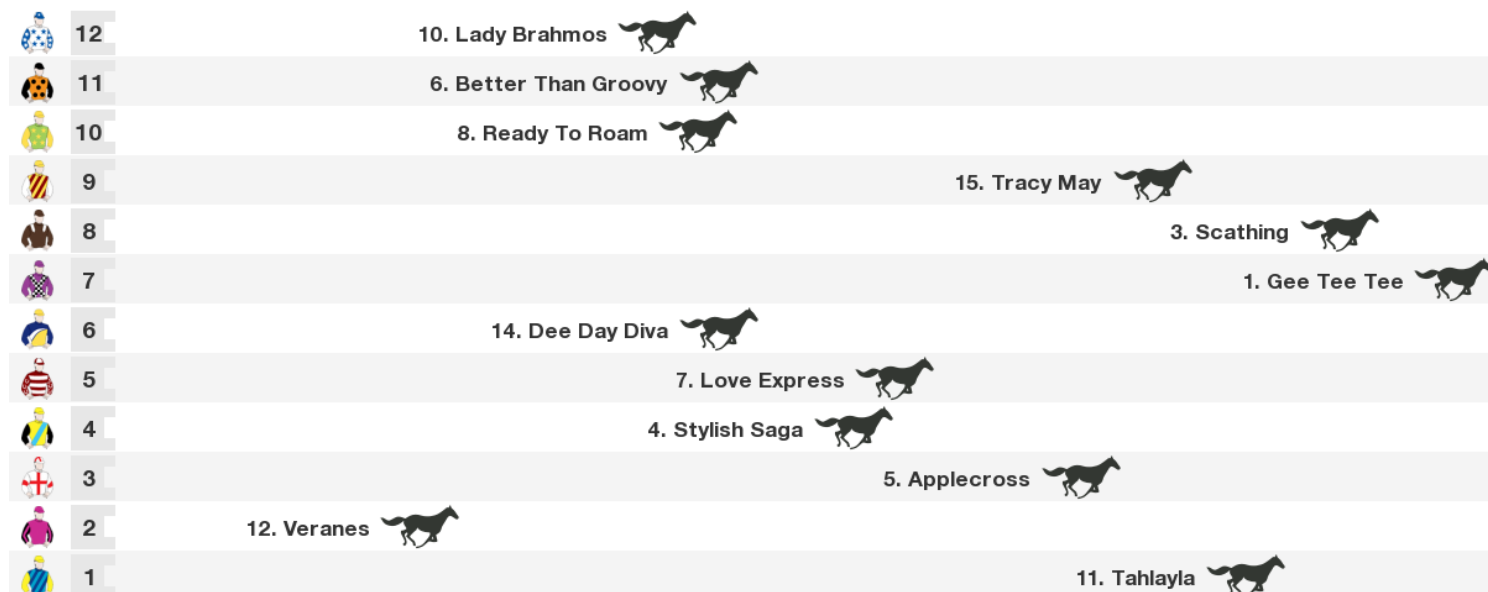 12 10. Lady Brahmos
11 6. Better Than Groovy
10 8. Ready To Roam
9 15. Tracy May
8 3. Scathing
7 1. Gee Tee Tee
6 14. Dee Day Diva
5 7. Love Express
4 4. Stylish Saga
3 5. Applecross
2 12. Veranes
1 11. Tahlayla